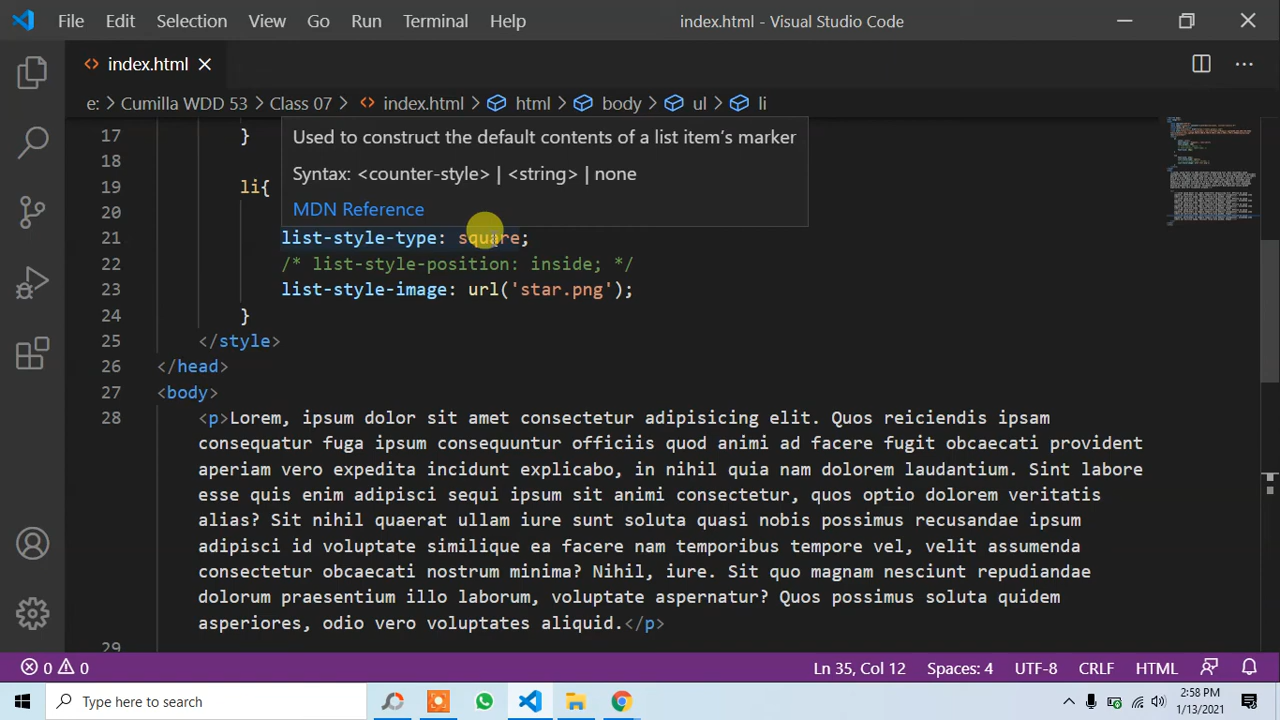 File Edit Selection View Go Run Terminal Help index.html - Visual Studio Code
index.html
e: > Cumilla WDD 53 > Class 07 > index.html > html > body > ul > li
17 }
Used to construct the default contents of a list item's marker
18
Syntax: <counter-style> | <string> | none
19 li{
MDN Reference
20
21 list-style-type: square;
22 /* list-style-position: inside; */
23 list-style-image: url('star.png');
24 }
25 </style>
26 </head>
27 <body>
28 <p>Lorem, ipsum dolor sit amet consectetur adipisicing elit. Quos reiciendis ipsam
consequatur fuga ipsum consequuntur officiis quod animi ad facere fugit obcaecati provident
aperiam vero expedita incidunt explicabo, in nihil quia nam dolorem laudantium. Sint labore
esse quis enim adipisci sequi ipsum sit animi consectetur, quos optio dolorem veritatis
alias? Sit nihil quaerat ullam iure sunt soluta quasi nobis possimus recusandae ipsum
adipisci id voluptate similique ea facere nam temporibus tempore vel, velit assumenda
consectetur obcaecati nostrum minima? Nihil, iure. Sit quo magnam nesciunt repudiandae
dolorum praesentium illo laborum, voluptate aspernatur? Quos possimus soluta quidem
asperiores, odio vero voluptates aliquid.</p>
29
0 0 Ln 35, Col 12 Spaces: 4 UTF-8 CRLF HTML
Type here to search
2:58 PM
1/13/2021